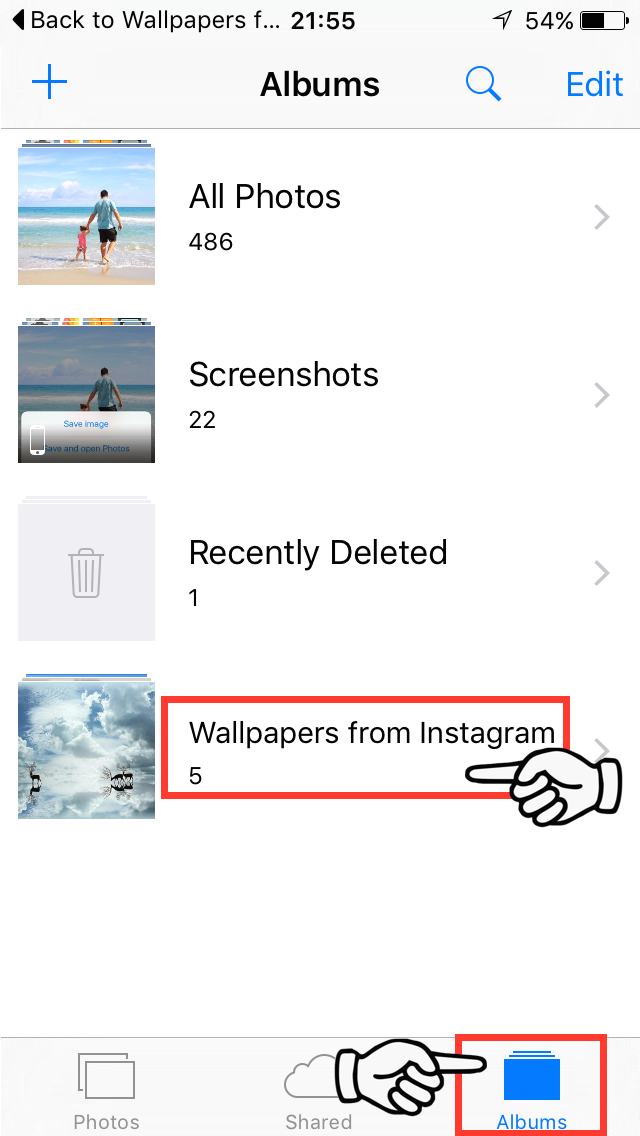 Back to Wallpapers f... 21:55 54%
Albums Edit
All Photos
486
Save image
Save and open Photos
Screenshots
22
Recently Deleted
1
Wallpapers from Instagram
5
Photos Shared Albums